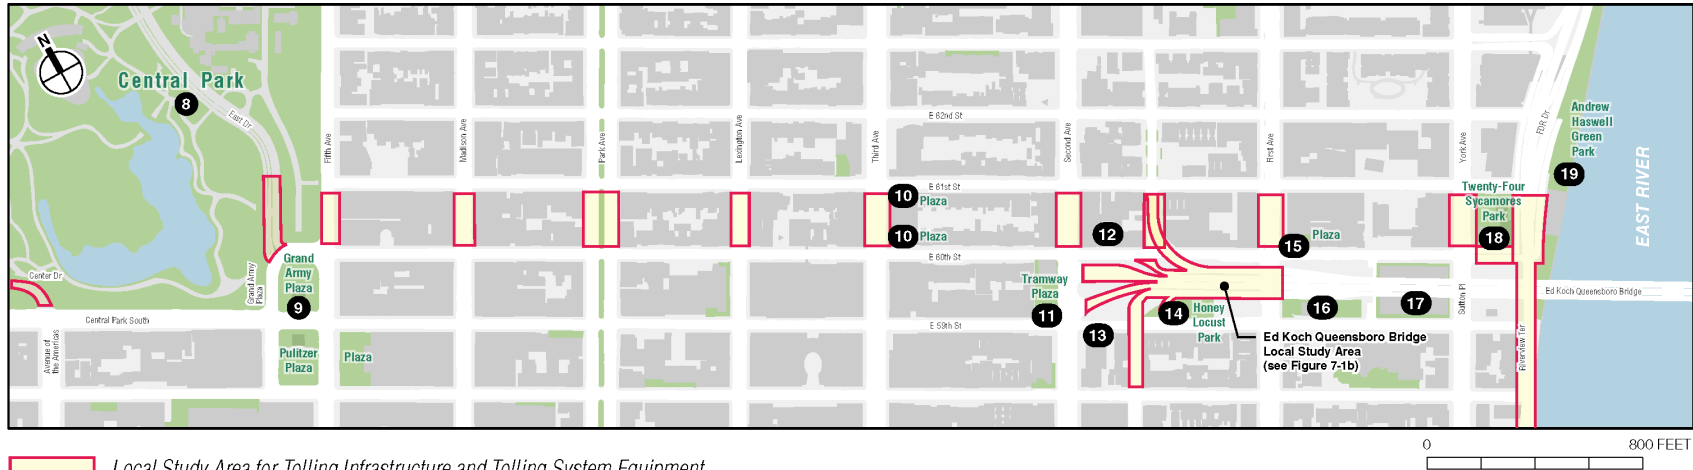 N
Central Park
8
East Dr
Fifth Ave
Madison Ave
Park Ave
Lexington Ave
Third Ave
E 62nd St
Second Ave
First Ave
York Ave
FDR Dr
Andrew
Haswell
Green
Park
19
EAST RIVER
E 61st St
10
Plaza
10
Plaza
12
15
Plaza
Twenty-Four
Sycamores
Park
18
Center Dr
Grand Army
Plaza
Grand
Army
Plaza
9
E 60th St
Tramway
Plaza
11
13
14
Honey
Locust
Park
16
17
Sutton Pl
Ed Koch Queensboro Bridge
Central Park South
E 59th St
Avenue of
the Americas
Pulitzer
Plaza
Plaza
Ed Koch Queensboro Bridge
Local Study Area
(see Figure 7-1b)
Riverview Ter
0
800 FEET
Local Study Area for Tolling Infrastructure and Tolling System Equipment